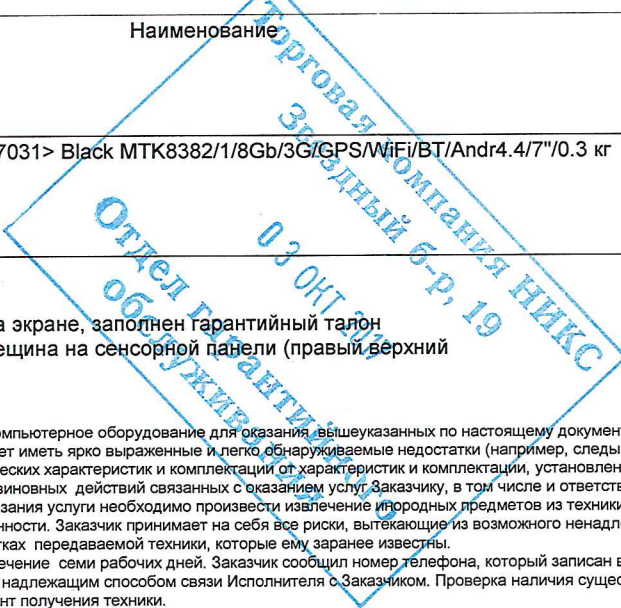 Наименование
7031> Black MTK8382/1/8Gb/3G/GPS/WiFi/BT/Andr4.4/7"/0.3 кг
а экране, заполнен гарантийный талон
ещина на сенсорной панели (правый верхний
омпьютерное оборудование для оказания вышеуказанных по настоящему докумен
ет иметь ярко выраженные и легко обнаруживаемые недостатки (например, следы
еских характеристик и комплектации от характеристик и комплектации, установлен
виновных действий связанных с оказанием услуг Заказчику, в том числе и ответств
зания услуги необходимо произвести извлечение инородных предметов из техники
нности. Заказчик принимает на себя все риски, вытекающие из возможного ненадл
тках передаваемой техники, которые ему заранее известны.
ечение семи рабочих дней. Заказчик сообщил номер телефона, который записан в
надлежащим способом связи Исполнителя с Заказчиком. Проверка наличия сущес
нт получения техники.
Торговая компания НИКС
Звездный б-р, 19
03 ОКТ
Отдел гарантийного
обслуживания